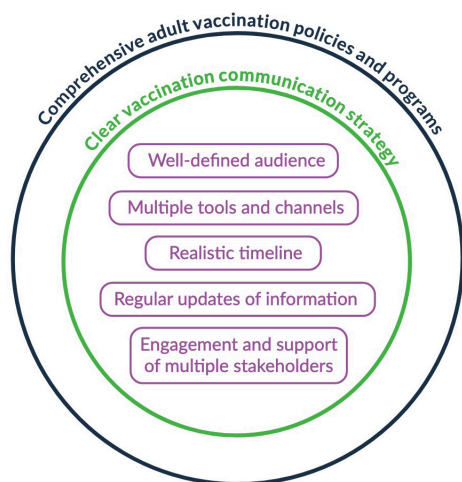 Comprehensive adult vaccination policies and programs
Clear vaccination communication strategy
Well-defined audience
Multiple tools and channels
Realistic timeline
Regular updates of information
Engagement and support
of multiple stakeholders